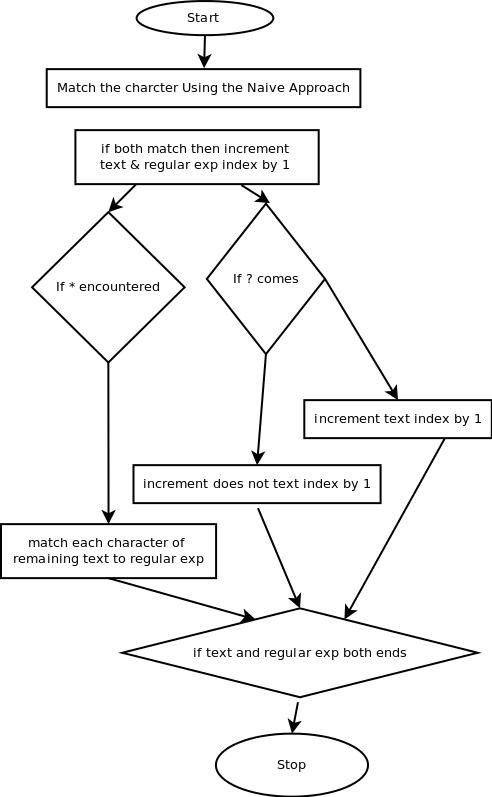 Start
Match the charcter Using the Naive Approach
if both match then increment
text & regular exp index by 1
If * encountered
If ? comes
increment text index by 1
increment does not text index by 1
match each character of
remaining text to regular exp
if text and regular exp both ends
Stop